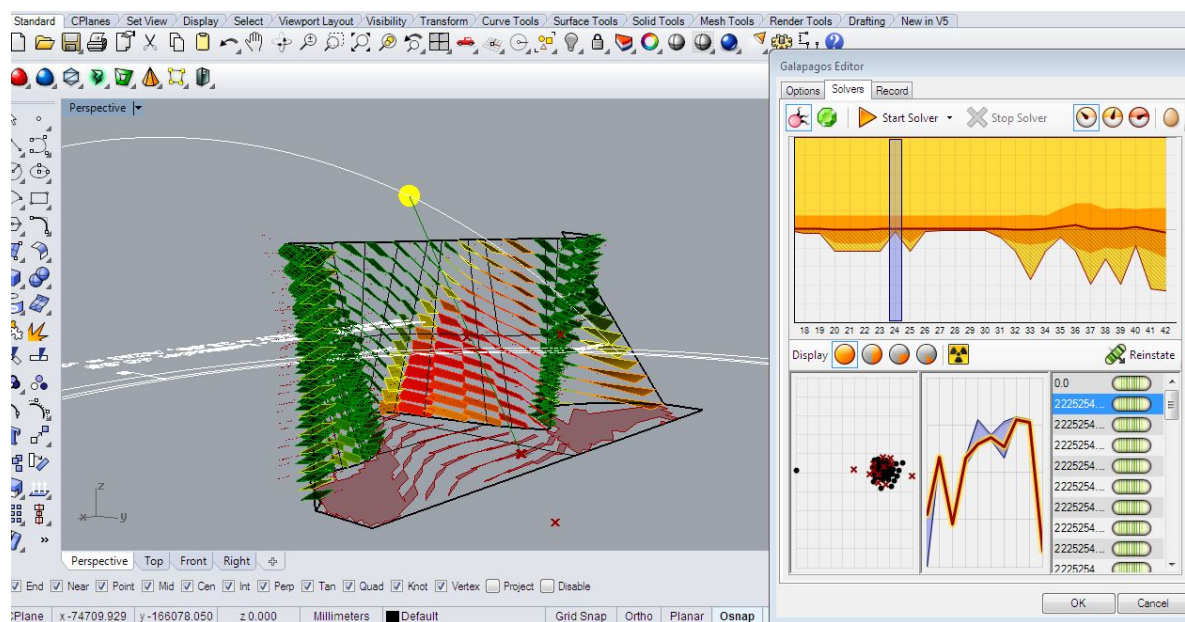 Standard CPlanes Set View Display Select Viewport Layout Visibility Transform Curve Tools Surface Tools Solid Tools Mesh Tools Render Tools Drafting New in V5
Perspective
z
x y
Perspective Top Front Right
End Near Point Mid Cen Int Perp Tan Quad Knot Vertex Project Disable
CPlane x -74709.929 y -166078.050 z 0.000 Millimeters Default Grid Snap Ortho Planar Osnap
Galapagos Editor
Options Solvers Record
Start Solver Stop Solver
18 19 20 21 22 23 24 25 26 27 28 29 30 31 32 33 34 35 36 37 38 39 40 41 42
Display Reinstate
0.0
2225254...
2225254...
2225254...
2225254...
2225254...
2225254...
2225254...
2225254...
2225254
OK Cancel